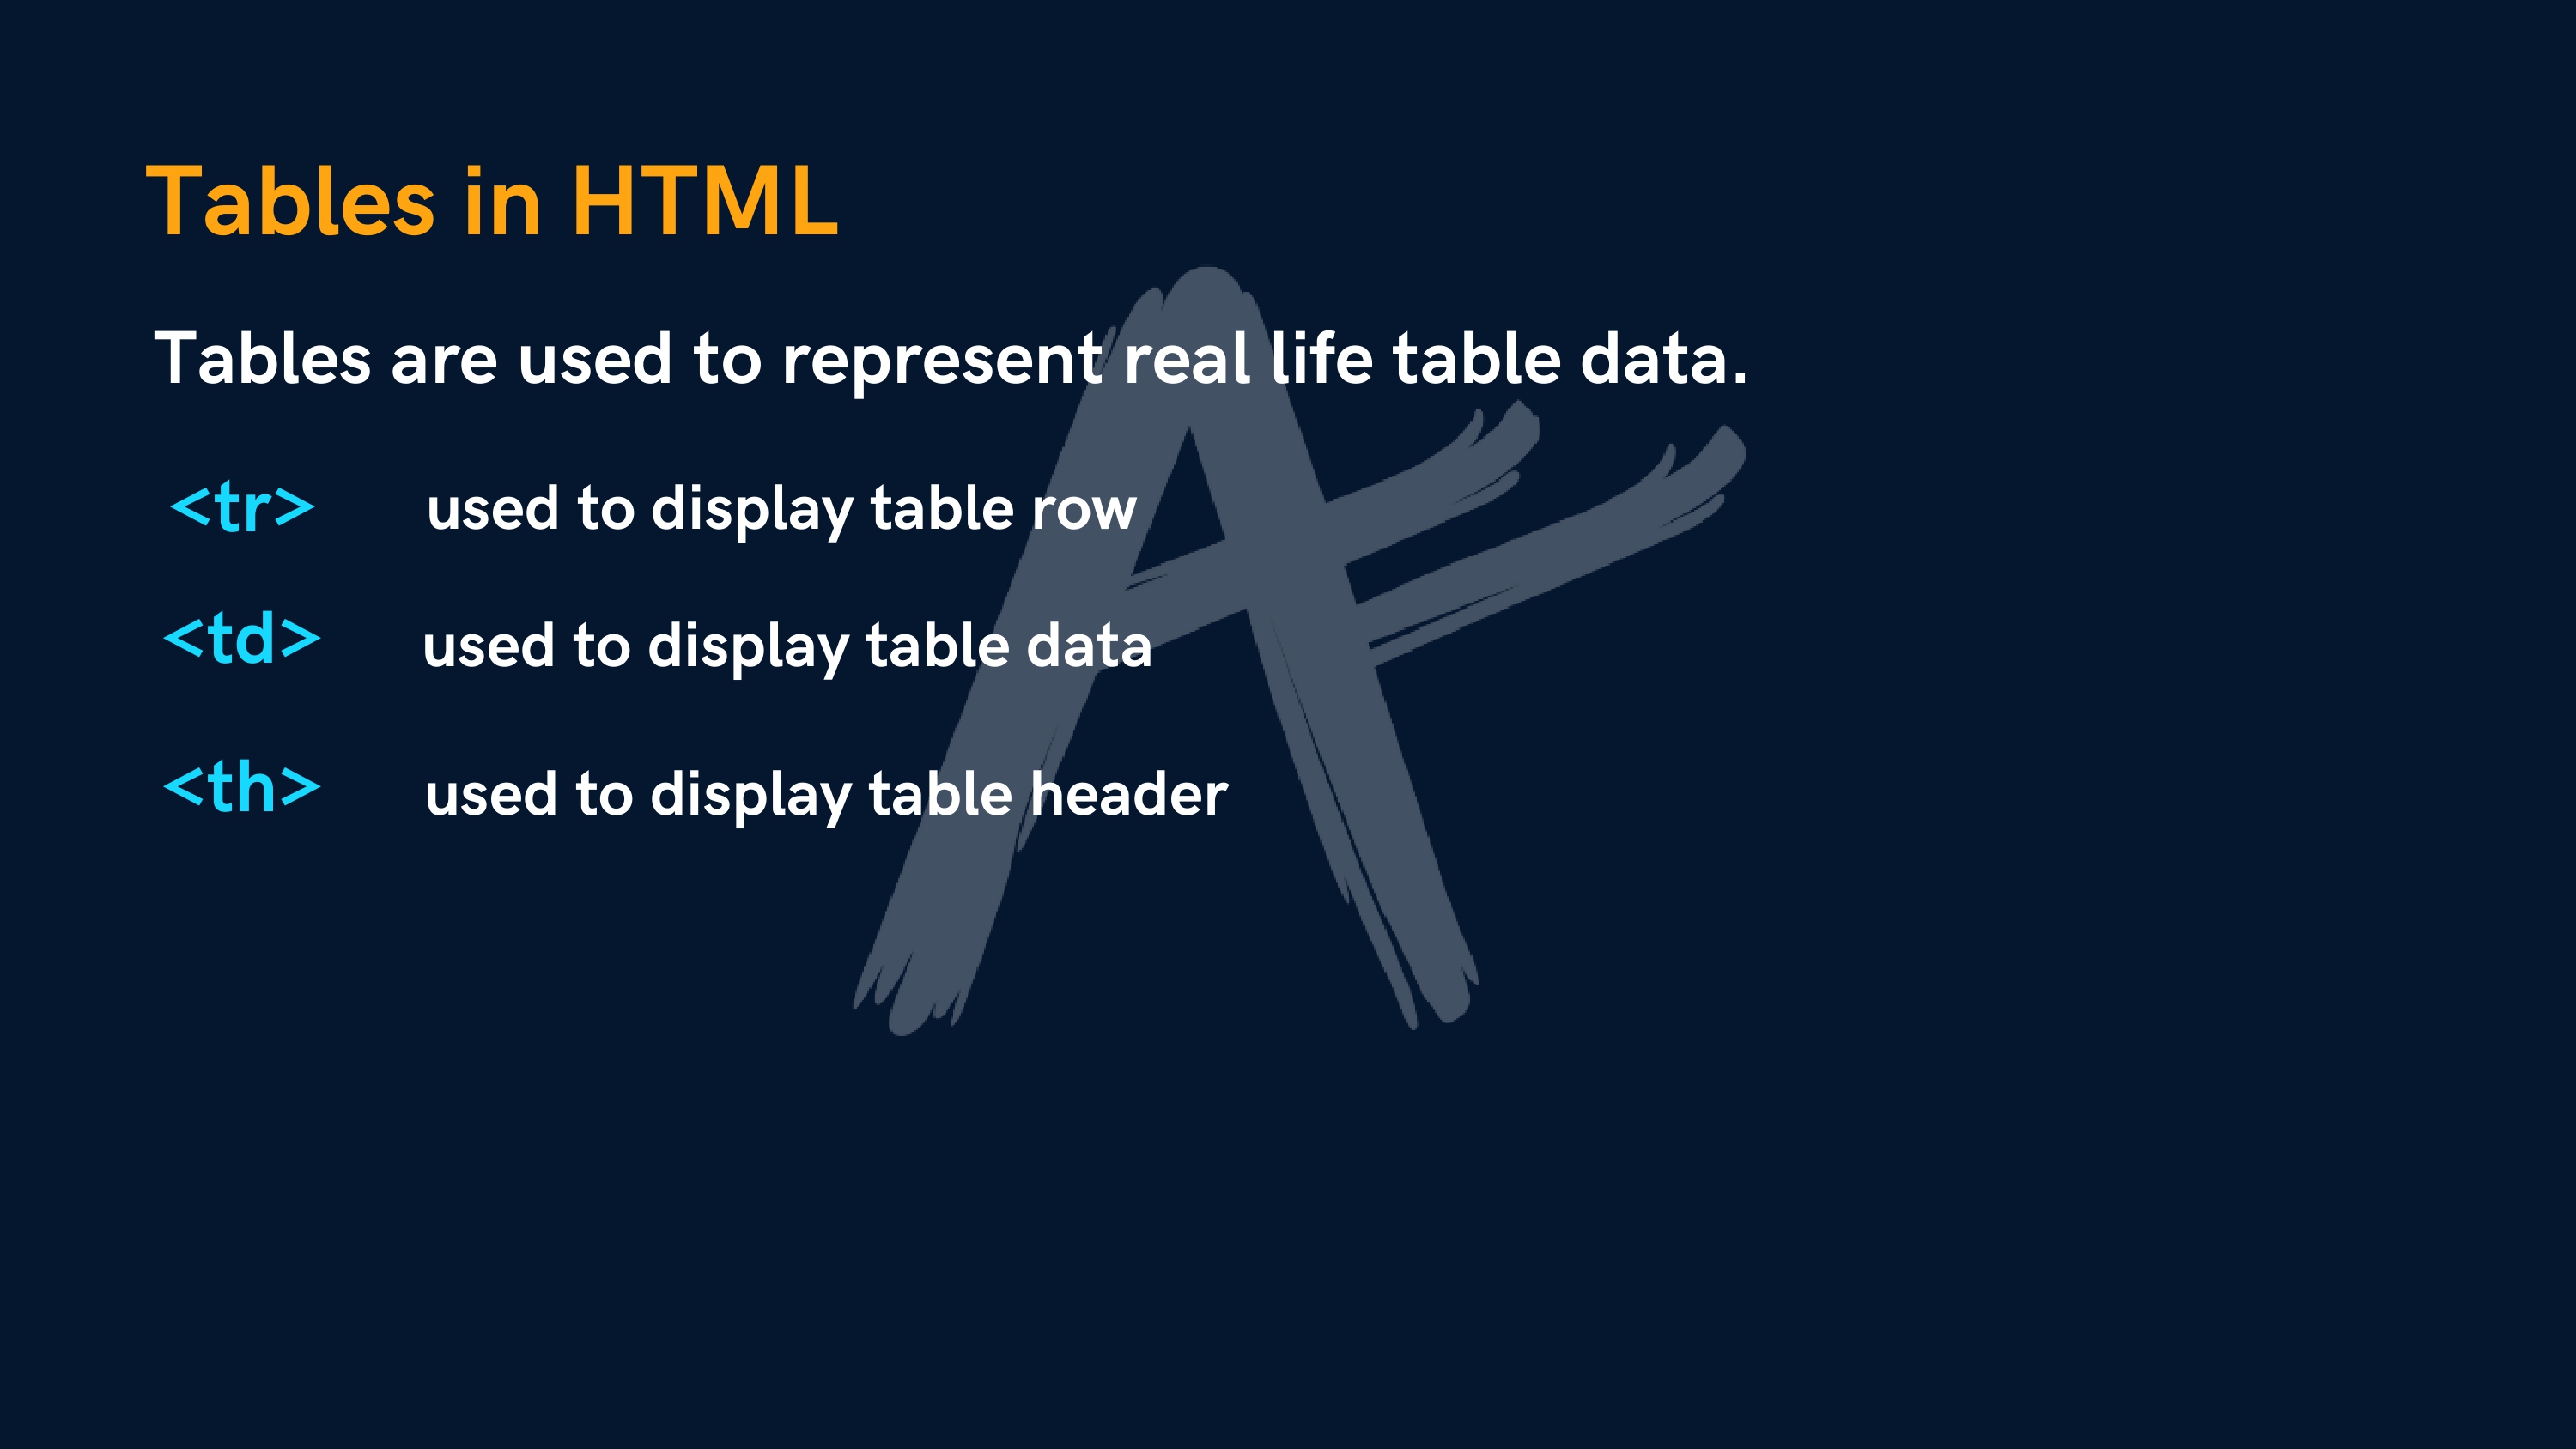 Tables in HTML
Tables are used to represent real life table data.
<tr> used to display table row
<td> used to display table data
<th> used to display table header